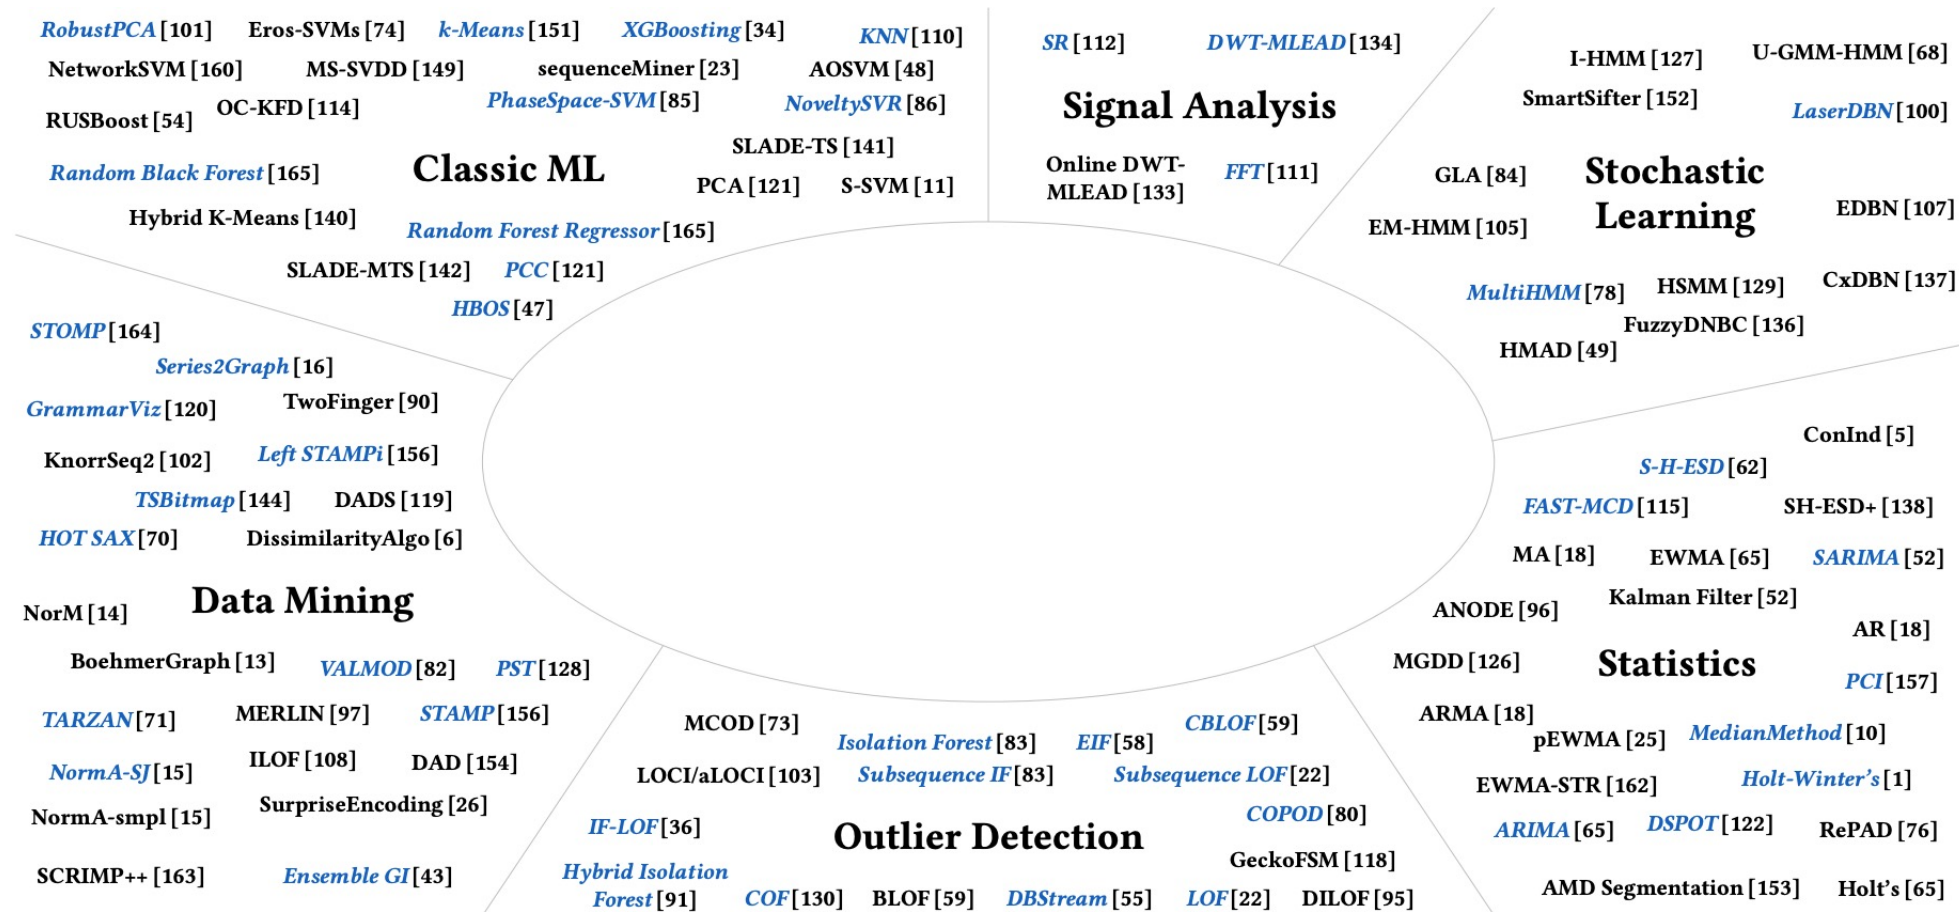 RobustPCA [101] Eros-SVMs [74] k-Means [151] XGBoosting [34] KNN [110]
NetworkSVM [160] MS-SVDD [149] sequenceMiner [23] AOSVM [48]
RUSBoost [54] OC-KFD [114] PhaseSpace-SVM [85] NoveltySVR [86]
SLADE-TS [141]
Random Black Forest [165] Classic ML PCA [121] S-SVM [11]
Hybrid K-Means [140] Random Forest Regressor [165]
SLADE-MTS [142] PCC [121]
HBOS [47]
SR [112] DWT-MLEAD [134]
Signal Analysis
Online DWT-
MLEAD [133] FFT [111]
I-HMM [127] U-GMM-HMM [68]
SmartSifter [152] LaserDBN [100]
GLA [84] Stochastic
Learning EDBN [107]
EM-HMM [105]
MultiHMM [78] HSMM [129] CxDBN [137]
FuzzyDNBC [136]
HMAD [49]
STOMP [164]
Series2Graph [16]
GrammarViz [120] TwoFinger [90]
KnorrSeq2 [102] Left STAMPi [156]
TSBitmap [144] DADS [119]
HOT SAX [70] DissimilarityAlgo [6]
NorM [14] Data Mining
BoehmerGraph [13] VALMOD [82] PST [128]
TARZAN [71] MERLIN [97] STAMP [156]
NormA-SJ [15] ILOF [108] DAD [154]
NormA-smpl [15] SurpriseEncoding [26]
SCRIMP++ [163] Ensemble GI [43]
MCOD [73] Isolation Forest [83] EIF [58] CBLOF [59]
LOCI/aLOCI [103] Subsequence IF [83] Subsequence LOF [22]
IF-LOF [36] Outlier Detection COPOD [80]
GeckoFSM [118]
Hybrid Isolation
Forest [91] COF [130] BLOF [59] DBStream [55] LOF [22] DILOF [95]
ConInd [5]
S-H-ESD [62]
FAST-MCD [115] SH-ESD+ [138]
MA [18] EWMA [65] SARIMA [52]
ANODE [96] Kalman Filter [52]
AR [18]
MGDD [126] Statistics PCI [157]
ARMA [18]
pEWMA [25] MedianMethod [10]
EWMA-STR [162] Holt-Winter's [1]
ARIMA [65] DSPOT [122] RePAD [76]
AMD Segmentation [153] Holt's [65]